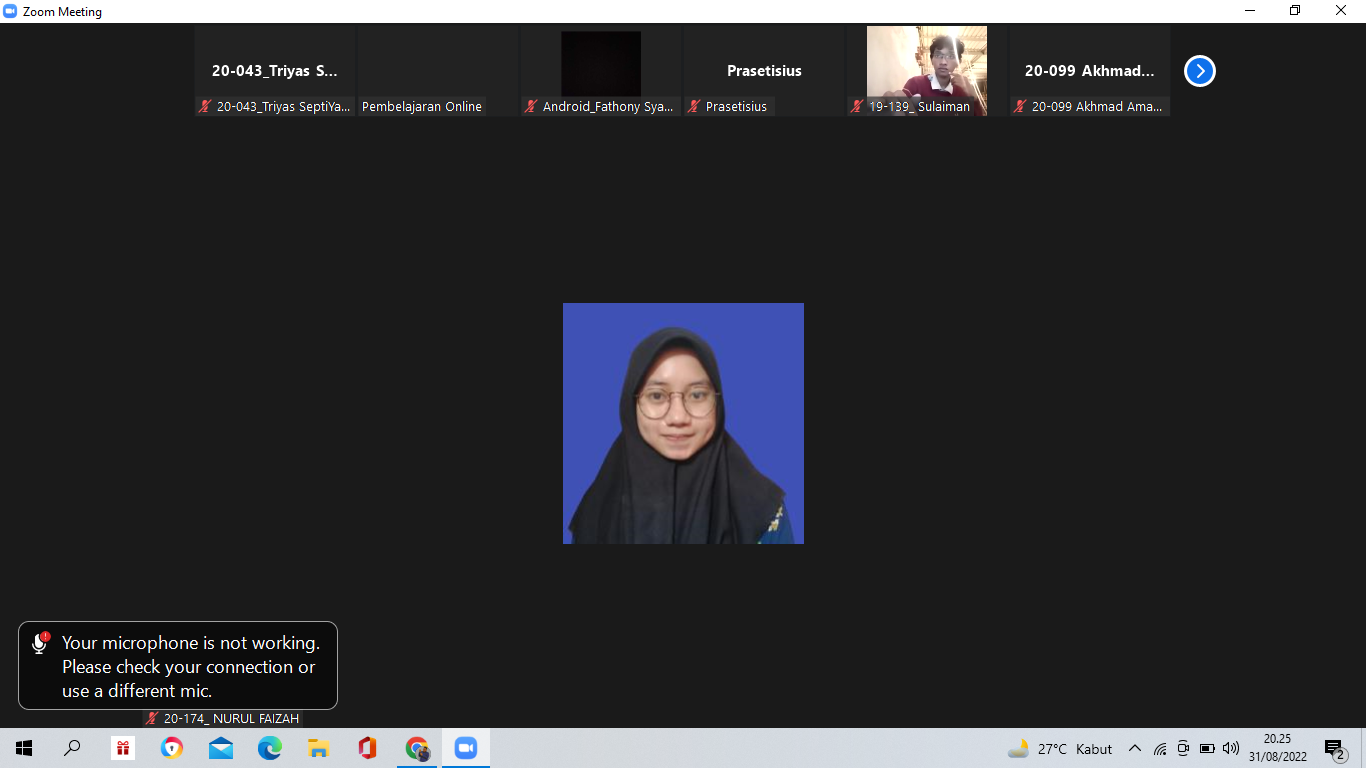 Zoom Meeting
20-043_Triyas S...
Prasetisius
20-099 Akhmad...
20-043_Triyas SeptiYa...
Pembelajaran Online
Android_Fathony Sya...
Prasetisius
19-139_ Sulaiman
20-099 Akhmad Ama...
Your microphone is not working.
Please check your connection or
use a different mic.
20-174_ NURUL FAIZAH
27°C Kabut
20.25
31/08/2022
2